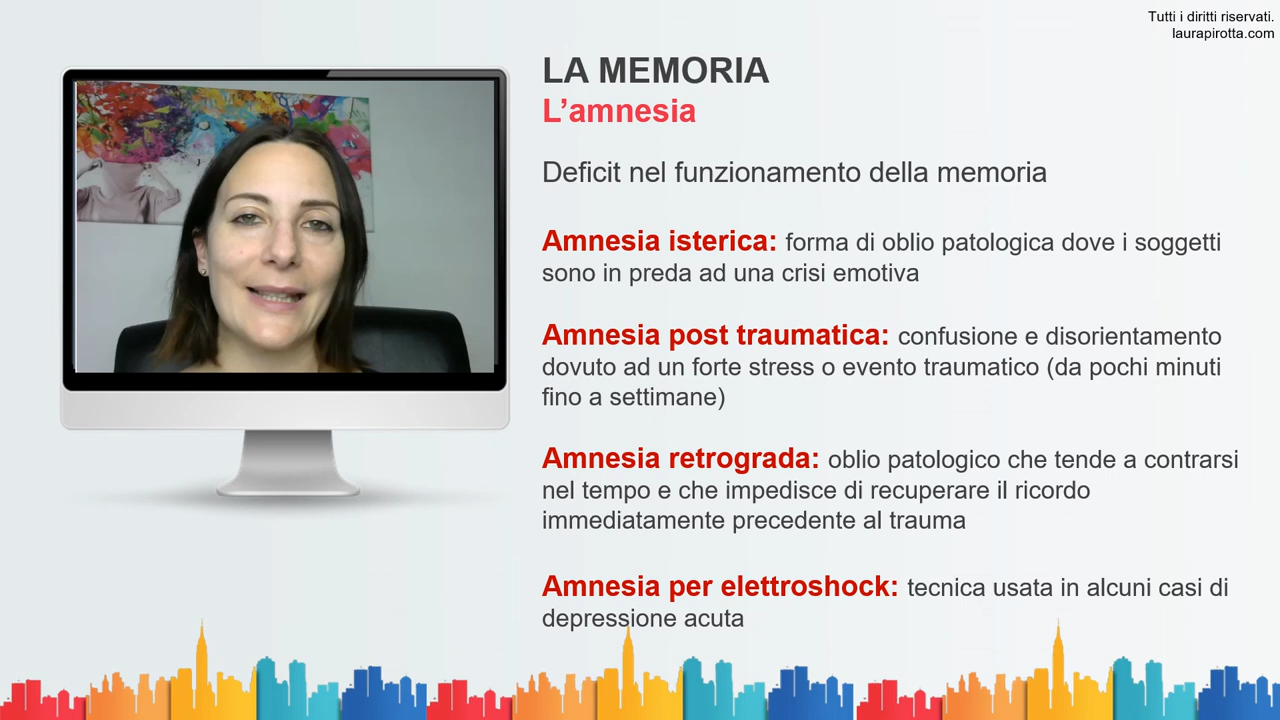 Tutti i diritti riservati.
laurapirotta.com
LA MEMORIA
L’amnesia
Deficit nel funzionamento della memoria
Amnesia isterica: forma di oblio patologica dove i soggetti
sono in preda ad una crisi emotiva
Amnesia post traumatica: confusione e disorientamento
dovuto ad un forte stress o evento traumatico (da pochi minuti
fino a settimane)
Amnesia retrograda: oblio patologico che tende a contrarsi
nel tempo e che impedisce di recuperare il ricordo
immediatamente precedente al trauma
Amnesia per elettroshock: tecnica usata in alcuni casi di
depressione acuta